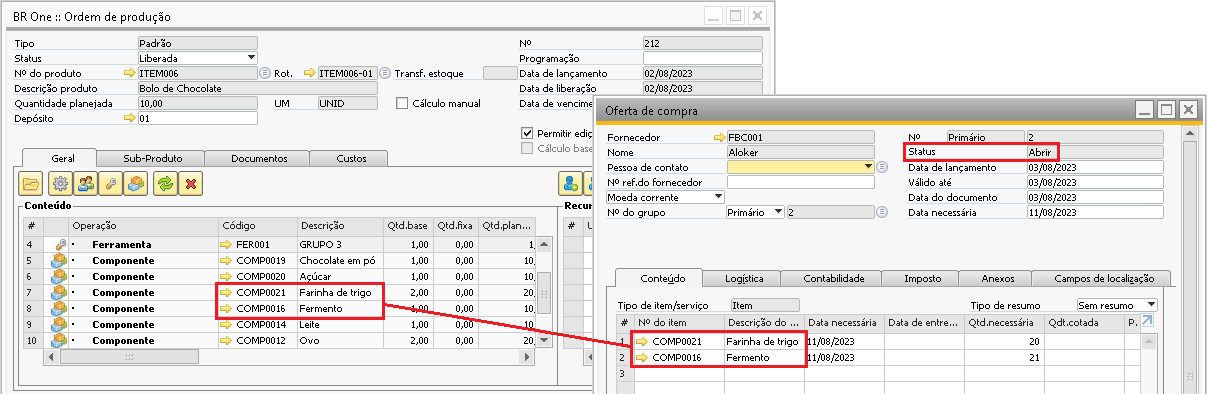 BR One :: Ordem de produção
Tipo Padrão Nº 212
Status Liberada Programação
Nº do produto ITEM006 Rot. ITEM006-01 Transf. estoque Data de lançamento 02/08/2023
Descrição produto Bolo de Chocolate Data de liberação 02/08/2023
Quantidade planejada 10,00 UM UNID Cálculo manual Data de vencime
Depósito 01
Permitir ediç
Cálculo base
Geral Sub-Produto Documentos Custos
Conteúdo Recur
# Operação Código Descrição Qtd.base Qtd.fixa Qtd.plan... #
4 Ferramenta FER001 GRUPO 3 1,00 0,00 1,
5 Componente COMP0019 Chocolate em pó 1,00 0,00 10,
6 Componente COMP0020 Açúcar 1,00 0,00 10,
7 Componente COMP0021 Farinha de trigo 2,00 0,00 20,
8 Componente COMP0016 Fermento 1,00 0,00 10,
9 Componente COMP0014 Leite 1,00 0,00 10,
10 Componente COMP0012 Ovo 2,00 0,00 20,
Oferta de compra
Fornecedor FBC001 Nº Primário 2
Nome Aloker Status Abrir
Pessoa de contato Data de lançamento 03/08/2023
Nº ref.do fornecedor Válido até 03/08/2023
Moeda corrente Data do documento 03/08/2023
Nº do grupo Primário 2 Data necessária 11/08/2023
Conteúdo Logística Contabilidade Imposto Anexos Campos de localização
Tipo de item/serviço Item Tipo de resumo Sem resumo
# Nº do item Descrição do ... Data necessária Data de entre... Qtd.necessária Qdt.cotada P.
1 COMP0021 Farinha de trigo 11/08/2023 20
2 COMP0016 Fermento 11/08/2023 21
3